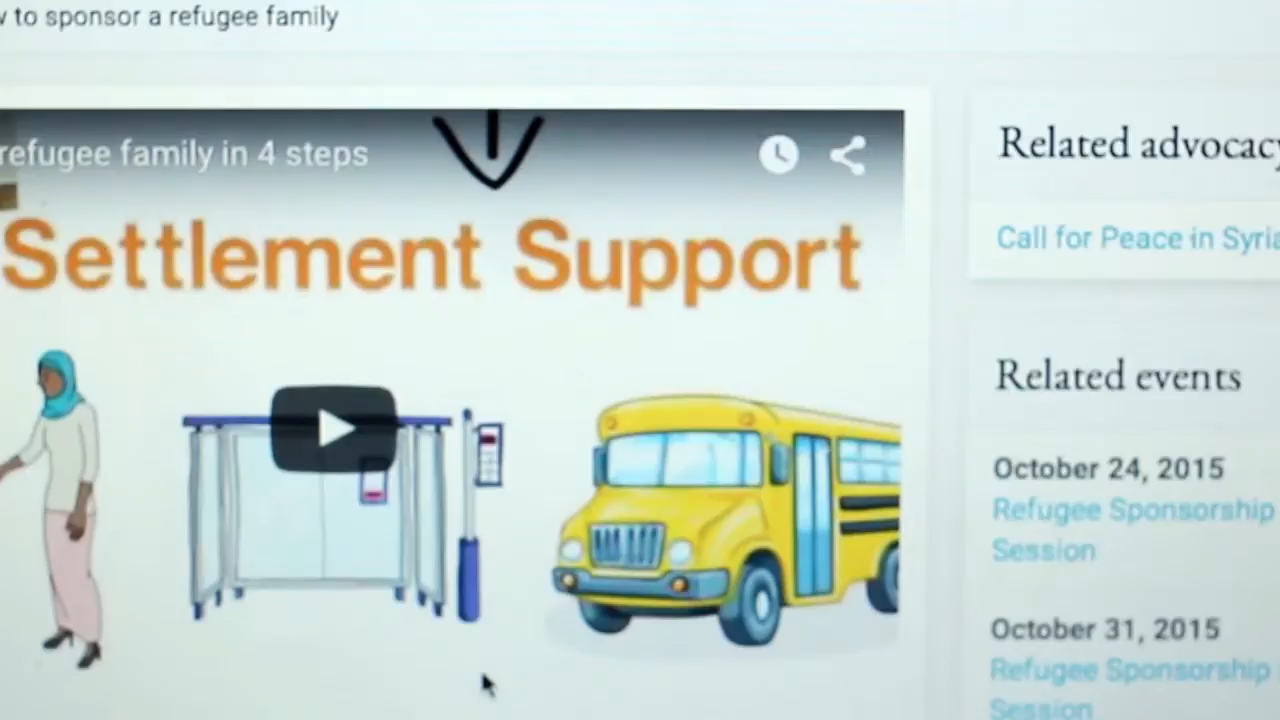 to sponsor a refugee family
refugee family in 4 steps
Settlement Support
Related advocacy
Call for Peace in Syria
Related events
October 24, 2015
Refugee Sponsorship
Session
October 31, 2015
Refugee Sponsorship
Session